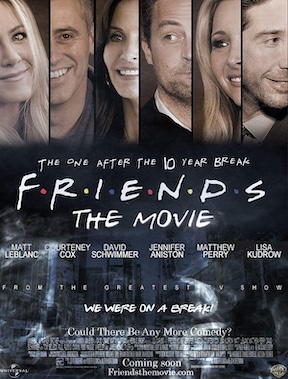 THE ONE AFTER THE 10 YEAR BREAK
F·R·I·E·N·D·S
THE MOVIE
MATT LEBLANC COURTENEY COX DAVID SCHWIMMER JENNIFER ANISTON MATTHEW PERRY LISA KUDROW
FROM THE GREATEST TV SHOW
WE WERE ON A BREAK!
Could There Be Any More Comedy?
Coming soon
Friendsthemovie.com
UNIVERSAL